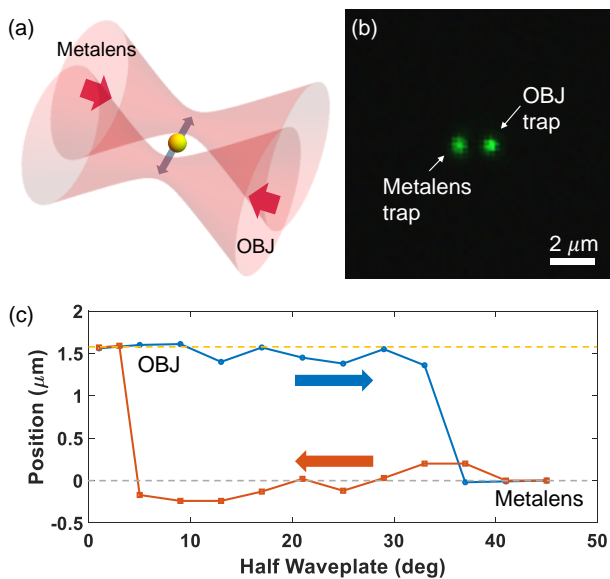 (a)
Metalens
OBJ
(b)
OBJ
trap
Metalens
trap
2 μm
(c)
2
1.5
1
0.5
0
-0.5
Position (μm)
OBJ
Metalens
0
10
20
30
40
50
Half Waveplate (deg)